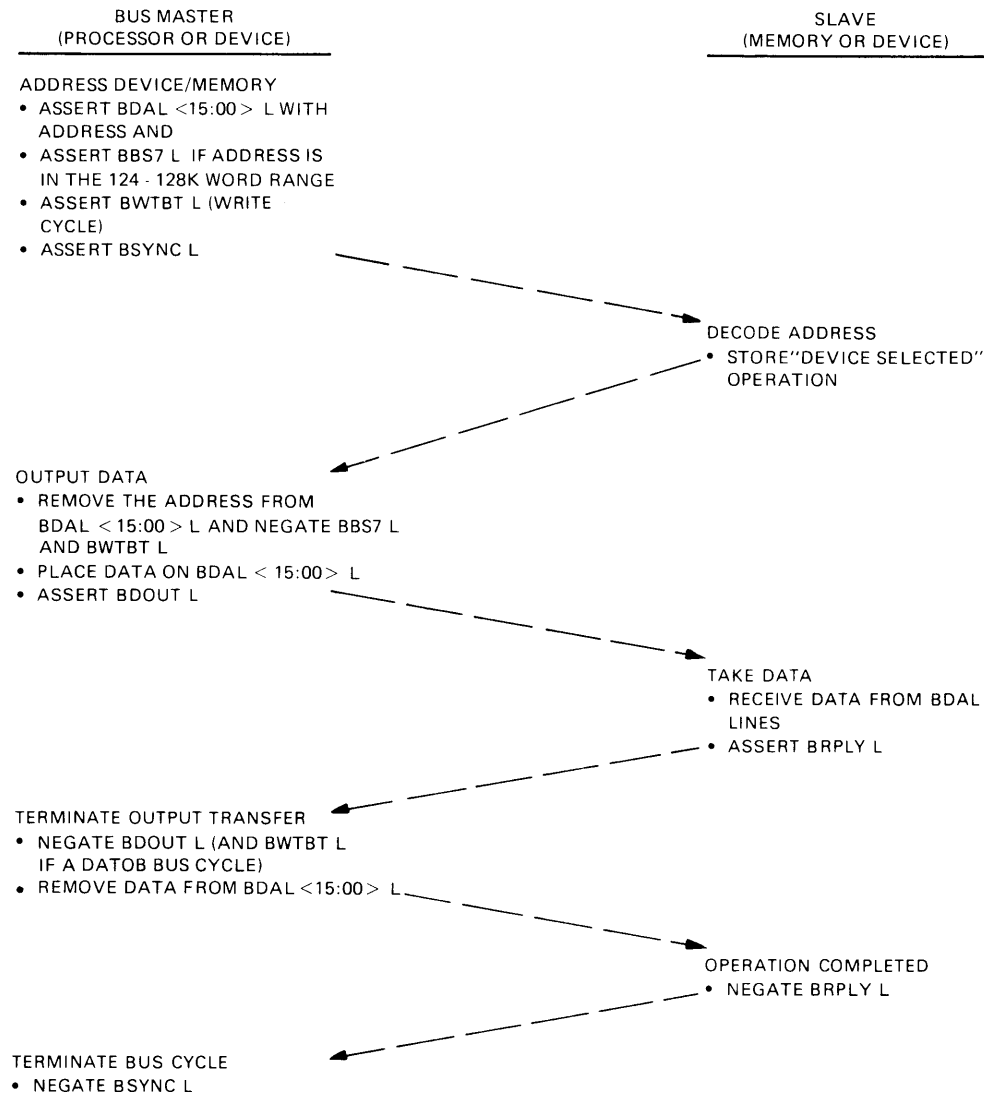 BUS MASTER
(PROCESSOR OR DEVICE)
SLAVE
(MEMORY OR DEVICE)
ADDRESS DEVICE/MEMORY
• ASSERT BDAL <15:00> L WITH
ADDRESS AND
• ASSERT BBS7 L IF ADDRESS IS
IN THE 124 - 128K WORD RANGE
• ASSERT BWTBT L (WRITE
CYCLE)
• ASSERT BSYNC L
DECODE ADDRESS
• STORE"DEVICE SELECTED"
OPERATION
OUTPUT DATA
• REMOVE THE ADDRESS FROM
BDAL <15:00> L AND NEGATE BBS7 L
AND BWTBT L
• PLACE DATA ON BDAL <15:00> L
• ASSERT BDOUT L
TAKE DATA
• RECEIVE DATA FROM BDAL
LINES
• ASSERT BRPLY L
TERMINATE OUTPUT TRANSFER
• NEGATE BDOUT L (AND BWTBT L
IF A DATOB BUS CYCLE)
• REMOVE DATA FROM BDAL <15:00> L
OPERATION COMPLETED
• NEGATE BRPLY L
TERMINATE BUS CYCLE
• NEGATE BSYNC L